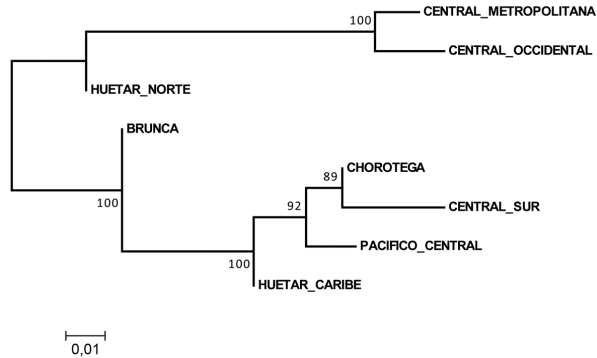 100
CENTRAL_METROPOLITANA
CENTRAL_OCCIDENTAL
HUETAR_NORTE
BRUNCA
100
CHOROTEGA
89
CENTRAL_SUR
92
PACIFICO_CENTRAL
100
HUETAR_CARIBE
0,01